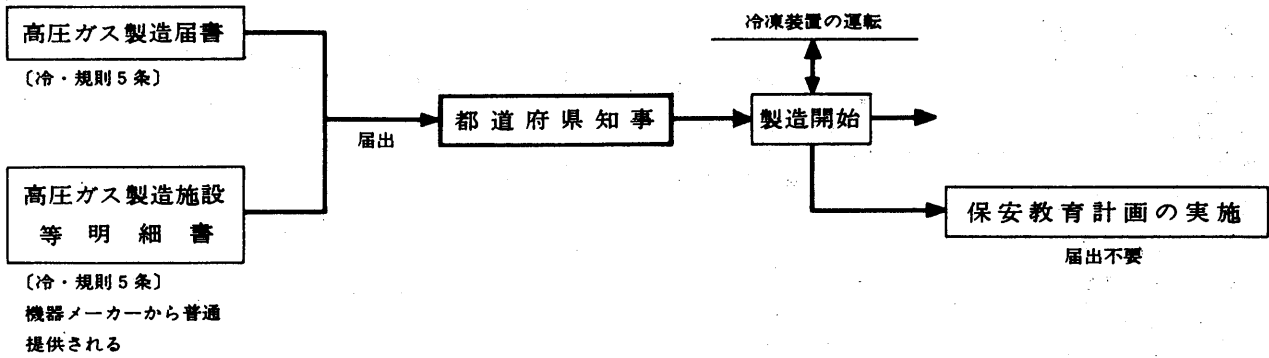 高圧ガス製造届書
〔冷・規則5条〕
高圧ガス製造施設
等明細書
〔冷・規則5条〕
機器メーカーから普通
提供される
届出
都道府県知事
冷凍装置の運転
製造開始
保安教育計画の実施
届出不要